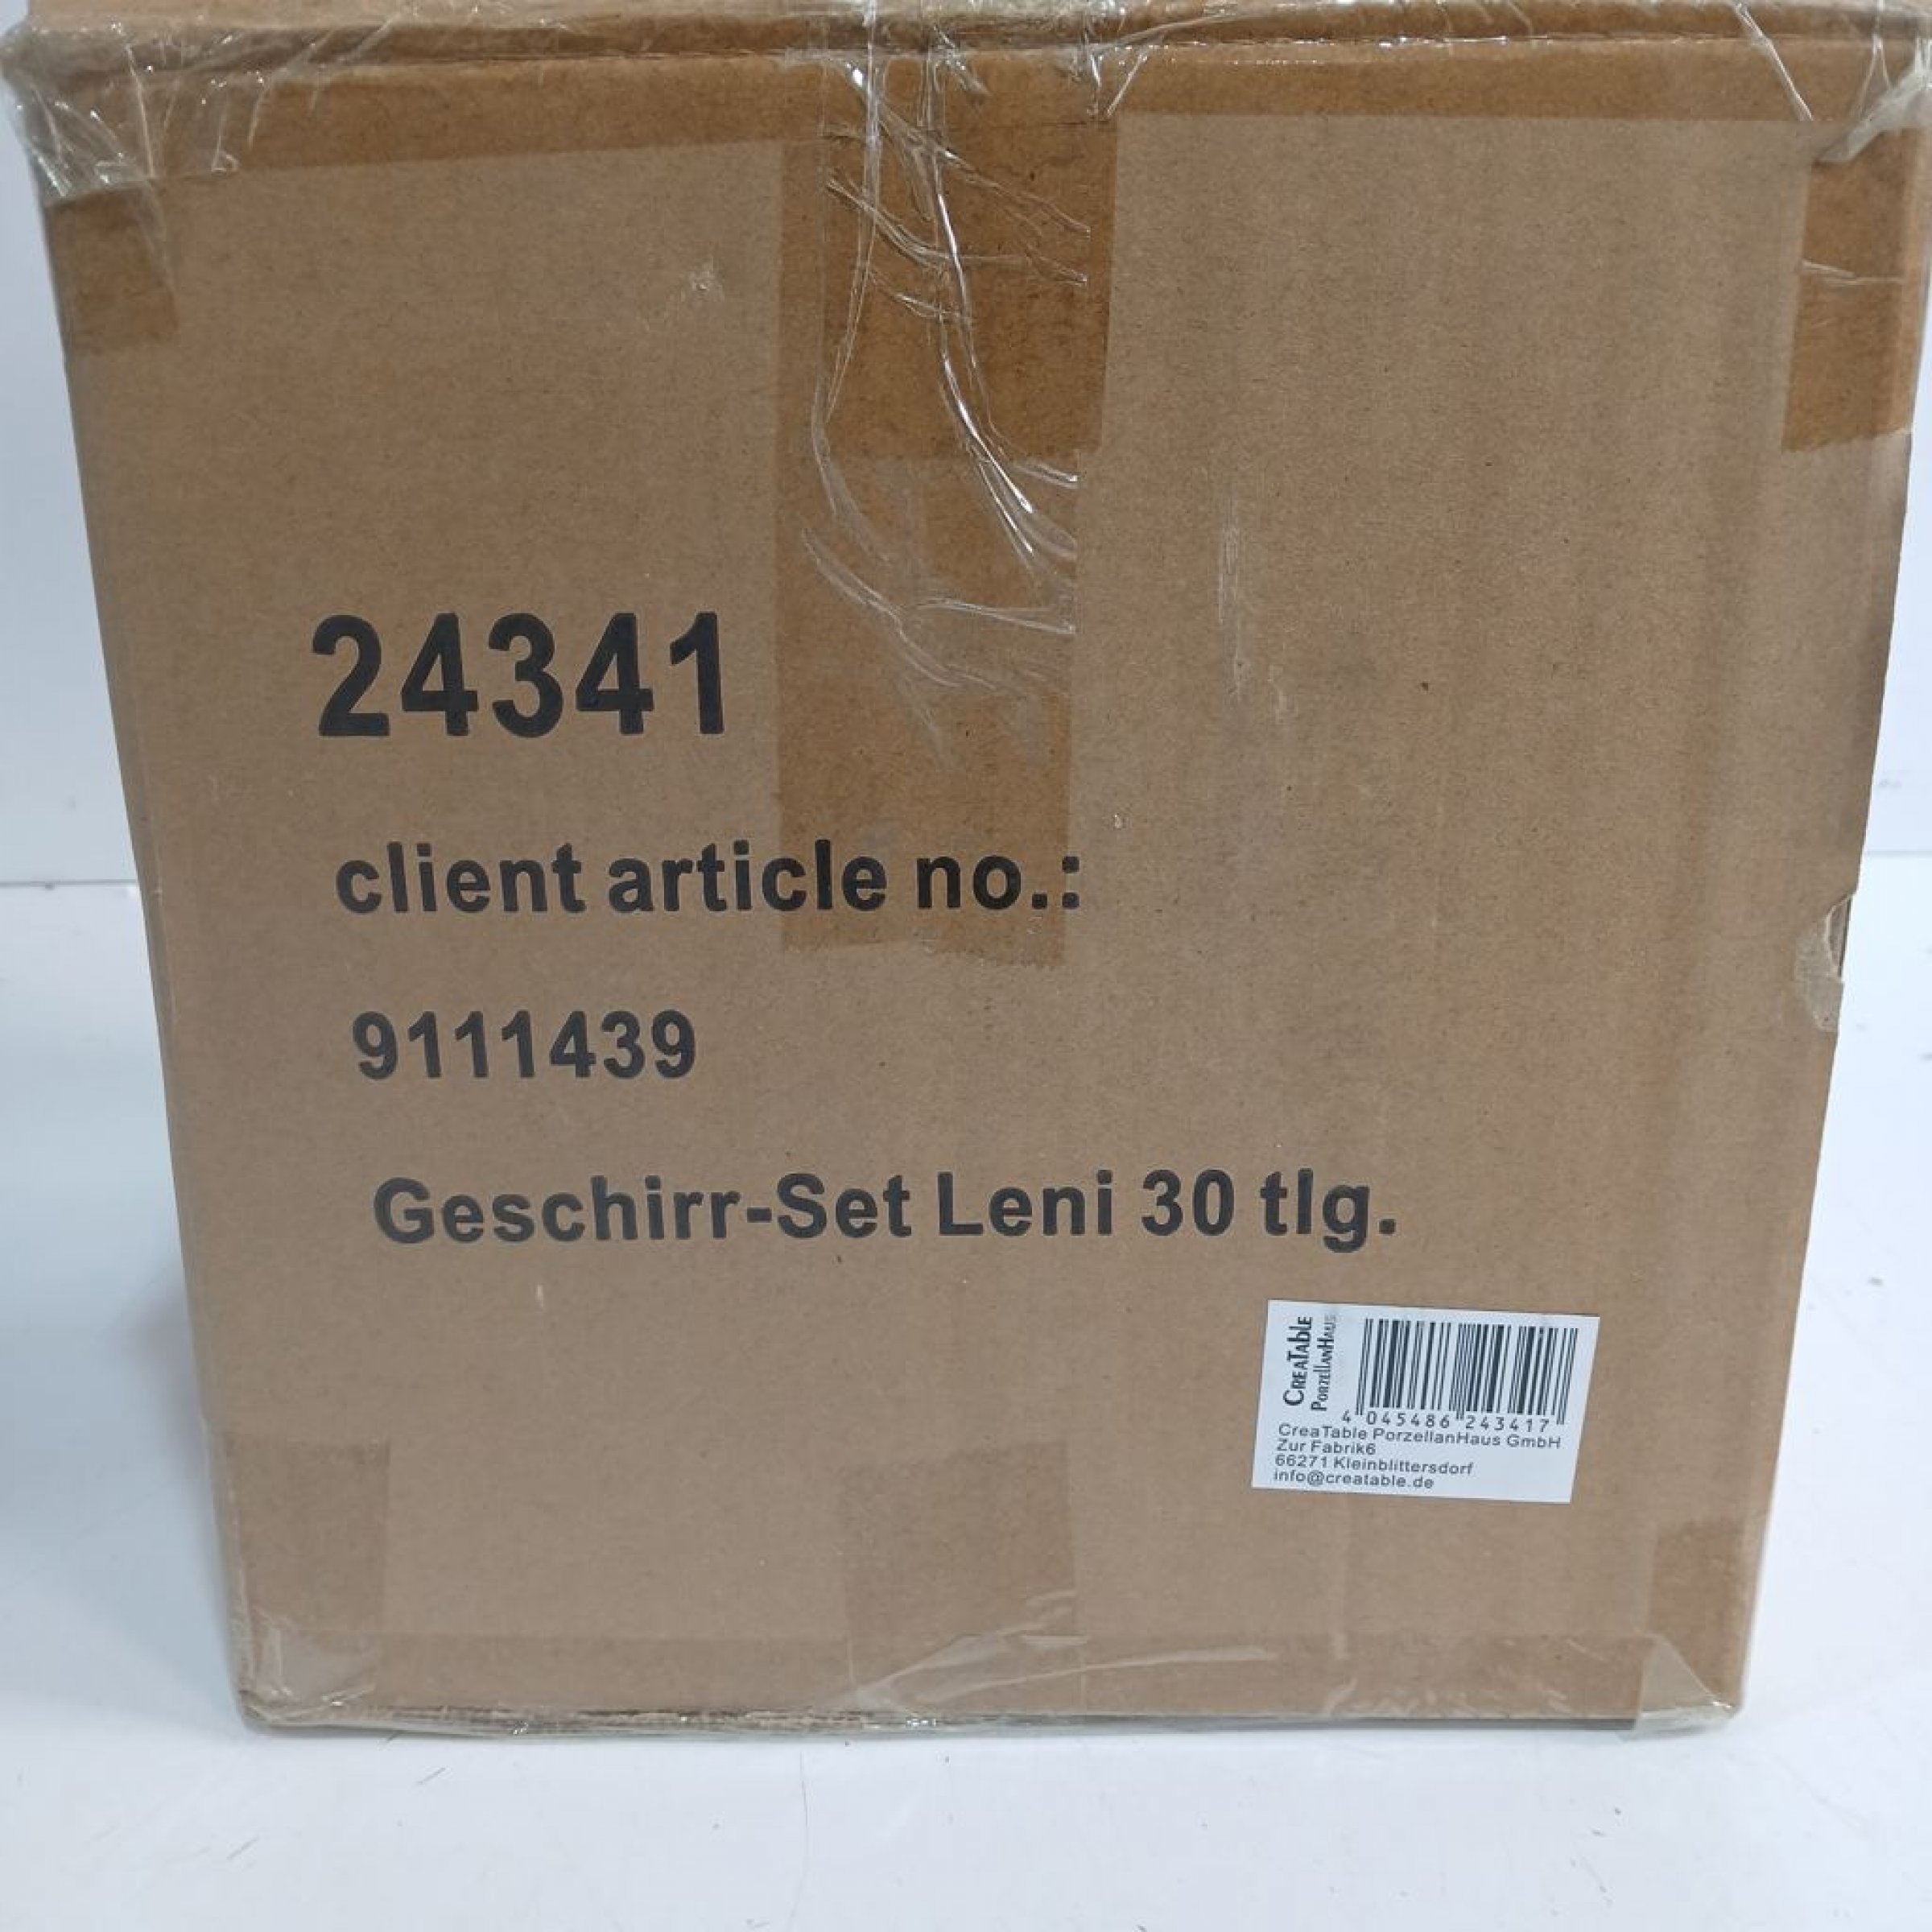 24341
client article no.:
9111439
Geschirr-Set Leni 30 tlg.
CreaTable
PorzellanHaus
4 045486 243417
CreaTable PorzellanHaus GmbH
Zur Fabrik6
66271 Kleinblittersdorf
info@creatable.de